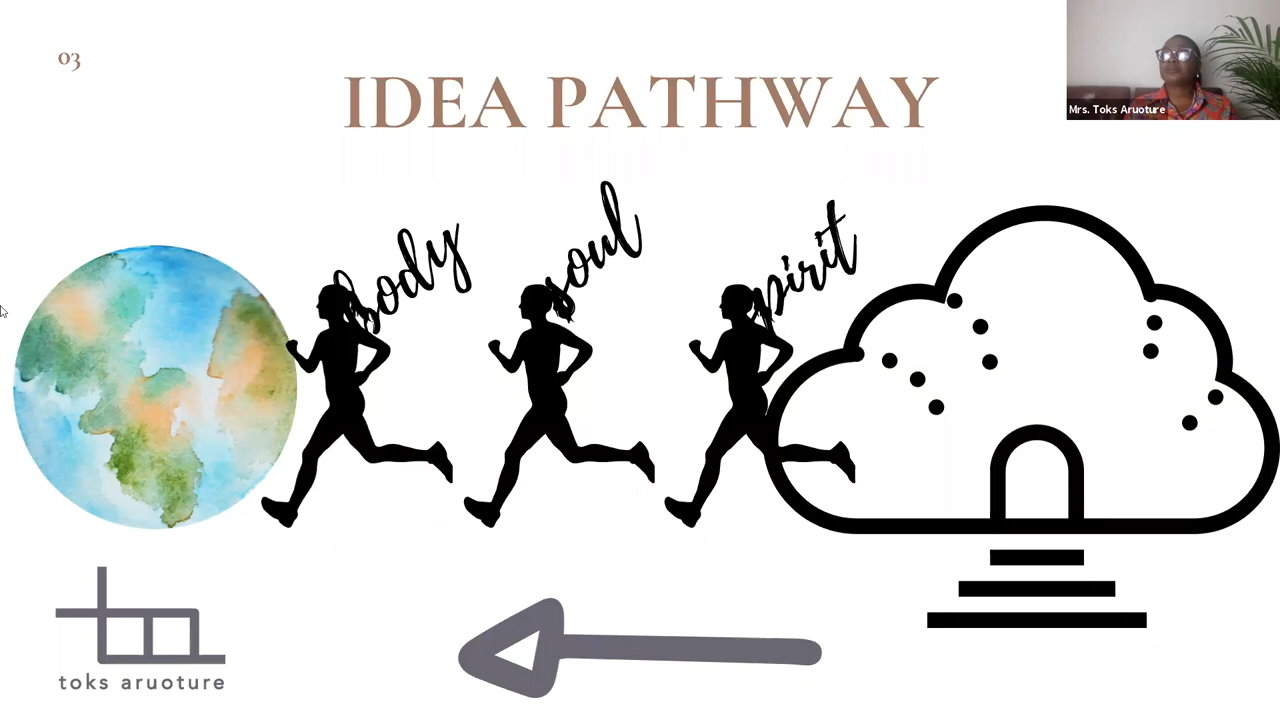 03
IDEA PATHWAY
Mrs. Toks Aruoture
body
soul
spirit
toks aruoture